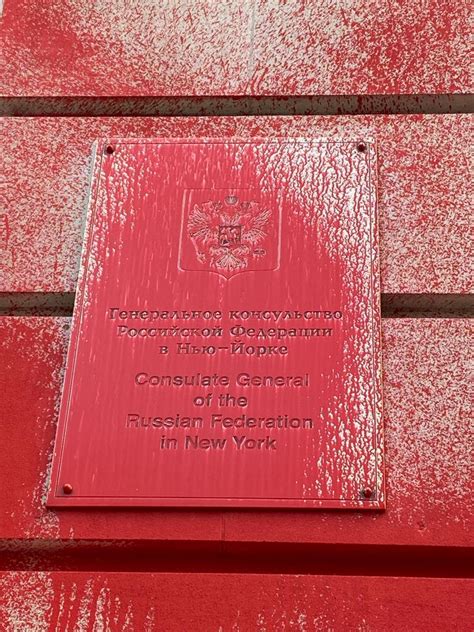 Генеральное консульство
Российской Федерации
в Нью-Йорке
Consulate General
of the
Russian Federation
in New York